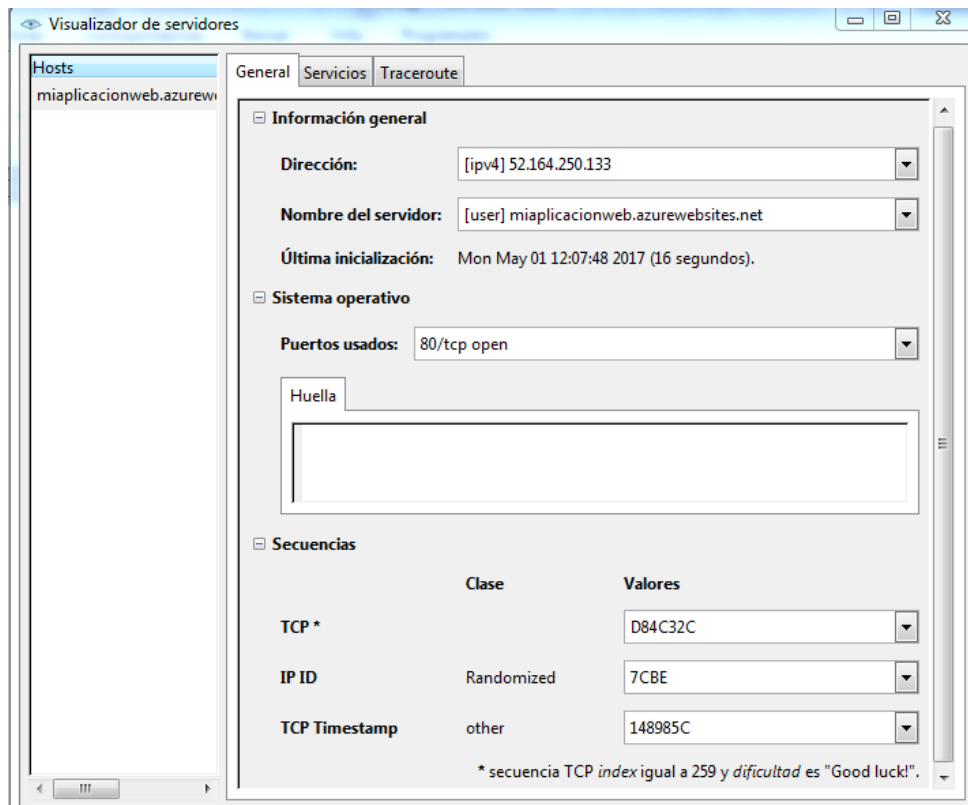 Visualizador de servidores
Hosts
miaplicacionweb.azurew
General Servicios Traceroute
Información general
Dirección: [ipv4] 52.164.250.133
Nombre del servidor: [user] miaplicacionweb.azurewebsites.net
Última inicialización: Mon May 01 12:07:48 2017 (16 segundos).
Sistema operativo
Puertos usados: 80/tcp open
Huella
Secuencias
Clase Valores
TCP * D84C32C
IP ID Randomized 7CBE
TCP Timestamp other 148985C
* secuencia TCP index igual a 259 y dificultad es "Good luck!".